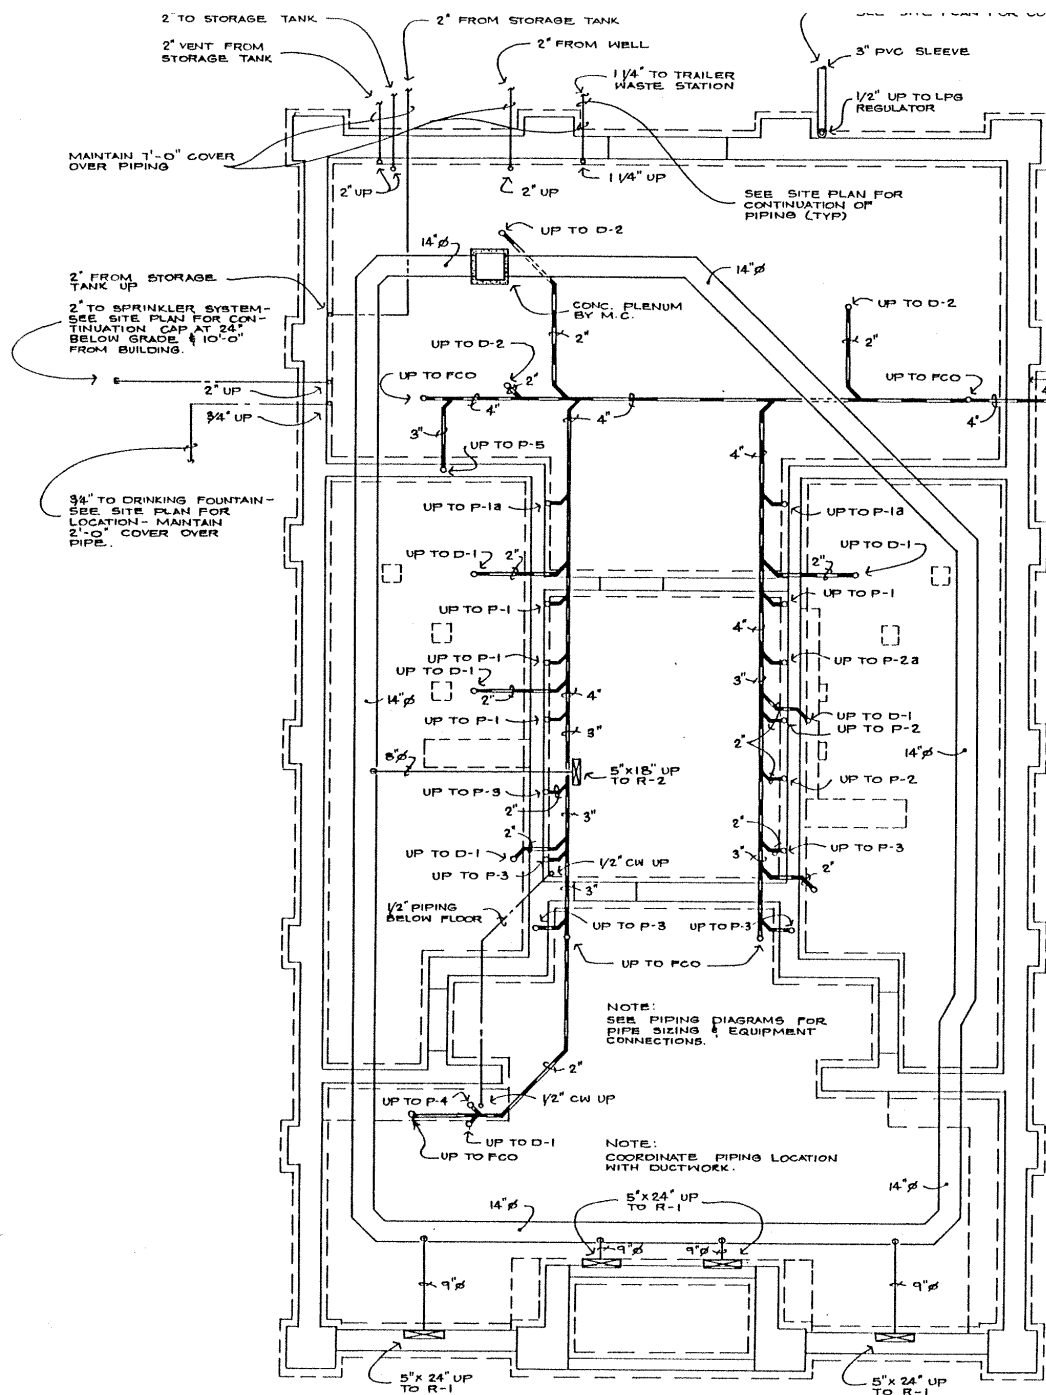 2" TO STORAGE TANK
2" FROM STORAGE TANK
2" VENT FROM
STORAGE TANK
2" FROM WELL
1 1/4" TO TRAILER
WASTE STATION
3" PVC SLEEVE
1/2" UP TO LPG
REGULATOR
MAINTAIN 7'-0" COVER
OVER PIPING
2" UP
2" UP
1 1/4" UP
SEE SITE PLAN FOR
CONTINUATION OF
PIPING (TYP)
UP TO D-2
14"ø
14"ø
2" FROM STORAGE
TANK UP
2" TO SPRINKLER SYSTEM-
SEE SITE PLAN FOR CON-
TINUATION CAP AT 24"
BELOW GRADE & 10'-0"
FROM BUILDING.
CONC. PLENUM
BY M.C.
UP TO D-2
2"
2"
UP TO D-2
UP TO FCO
2"
UP TO FCO
2" UP
3/4" UP
4"
4"
4"
4"
4"
3"
UP TO P-5
4"
3/4" TO DRINKING FOUNTAIN-
SEE SITE PLAN FOR
LOCATION- MAINTAIN
2'-0" COVER OVER
PIPE.
UP TO P-1a
UP TO P-1a
UP TO D-1
2"
2"
UP TO D-1
UP TO P-1
UP TO P-1
4"
UP TO P-1
UP TO P-2a
UP TO D-1
2"
3"
14"ø
4"
UP TO P-1
3"
UP TO D-1
UP TO P-2
2"
14"ø
8"ø
5"x18" UP
TO R-2
UP TO P-2
UP TO P-3
2"
3"
2"
2"
UP TO D-1
UP TO P-3
3"
UP TO P-3
1/2" CW UP
2"
3"
1/2" PIPING
BELOW FLOOR
UP TO P-3
UP TO P-3
UP TO FCO
NOTE:
SEE PIPING DIAGRAMS FOR
PIPE SIZING & EQUIPMENT
CONNECTIONS.
2"
UP TO P-4
1/2" CW UP
UP TO D-1
UP TO FCO
NOTE:
COORDINATE PIPING LOCATION
WITH DUCTWORK.
14"ø
14"ø
5"x24" UP
TO R-1
9"ø
9"ø
9"ø
9"ø
5"x24" UP
TO R-1
5"x24" UP
TO R-1